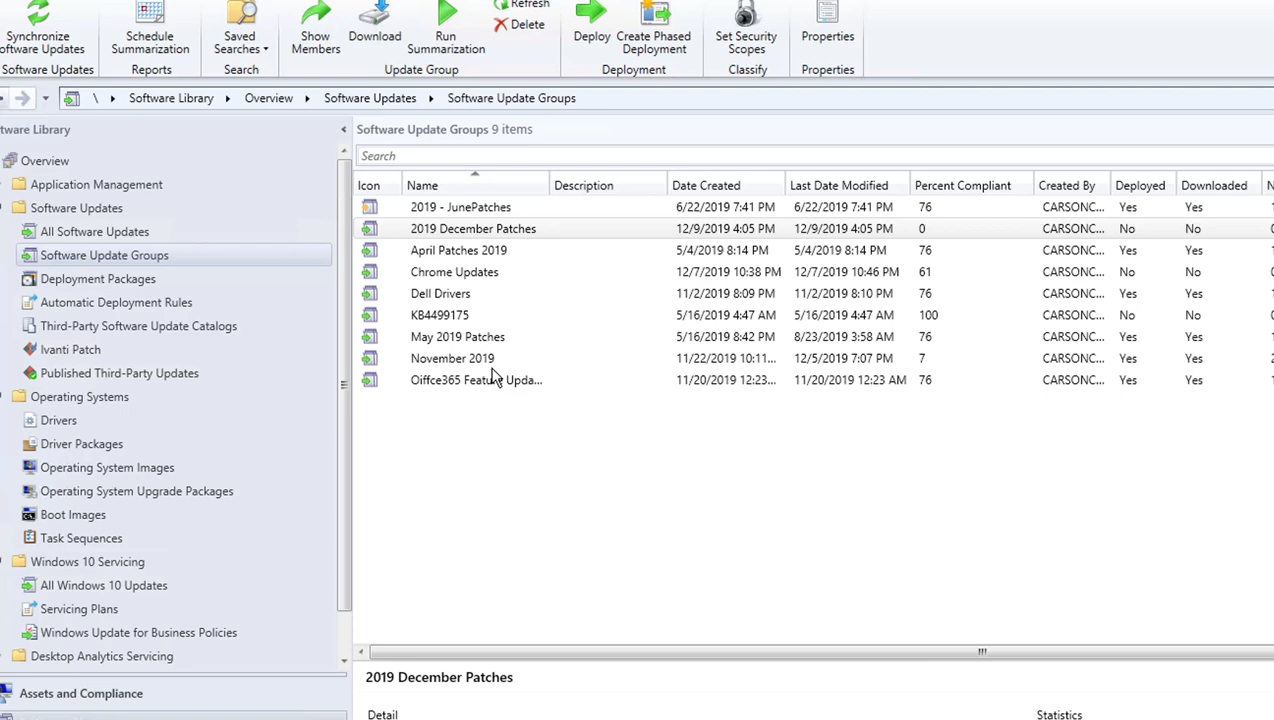 Refresh
Synchronize Software Updates
Schedule Summarization
Saved Searches
Show Members
Download
Run Summarization
Delete
Deploy
Create Phased Deployment
Set Security Scopes
Properties
Software Updates
Reports
Search
Update Group
Deployment
Classify
Properties
\ Software Library Overview Software Updates Software Update Groups
tware Library
Overview
Application Management
Software Updates
All Software Updates
Software Update Groups
Deployment Packages
Automatic Deployment Rules
Third-Party Software Update Catalogs
Ivanti Patch
Published Third-Party Updates
Operating Systems
Drivers
Driver Packages
Operating System Images
Operating System Upgrade Packages
Boot Images
Task Sequences
Windows 10 Servicing
All Windows 10 Updates
Servicing Plans
Windows Update for Business Policies
Desktop Analytics Servicing
Assets and Compliance
Software Update Groups 9 items
Search
Icon Name Description Date Created Last Date Modified Percent Compliant Created By Deployed Downloaded
2019 - JunePatches 6/22/2019 7:41 PM 6/22/2019 7:41 PM 76 CARSONC... Yes Yes
2019 December Patches 12/9/2019 4:05 PM 12/9/2019 4:05 PM 0 CARSONC... No No
April Patches 2019 5/4/2019 8:14 PM 5/4/2019 8:14 PM 76 CARSONC... Yes Yes
Chrome Updates 12/7/2019 10:38 PM 12/7/2019 10:46 PM 61 CARSONC... No No
Dell Drivers 11/2/2019 8:09 PM 11/2/2019 8:10 PM 76 CARSONC... Yes Yes
KB4499175 5/16/2019 4:47 AM 5/16/2019 4:47 AM 100 CARSONC... No No
May 2019 Patches 5/16/2019 8:42 PM 8/23/2019 3:58 AM 76 CARSONC... Yes Yes
November 2019 11/22/2019 10:11... 12/5/2019 7:07 PM 7 CARSONC... Yes Yes
Oiffce365 Feature Upda... 11/20/2019 12:23... 11/20/2019 12:23 AM 76 CARSONC... Yes Yes
2019 December Patches
Detail
Statistics